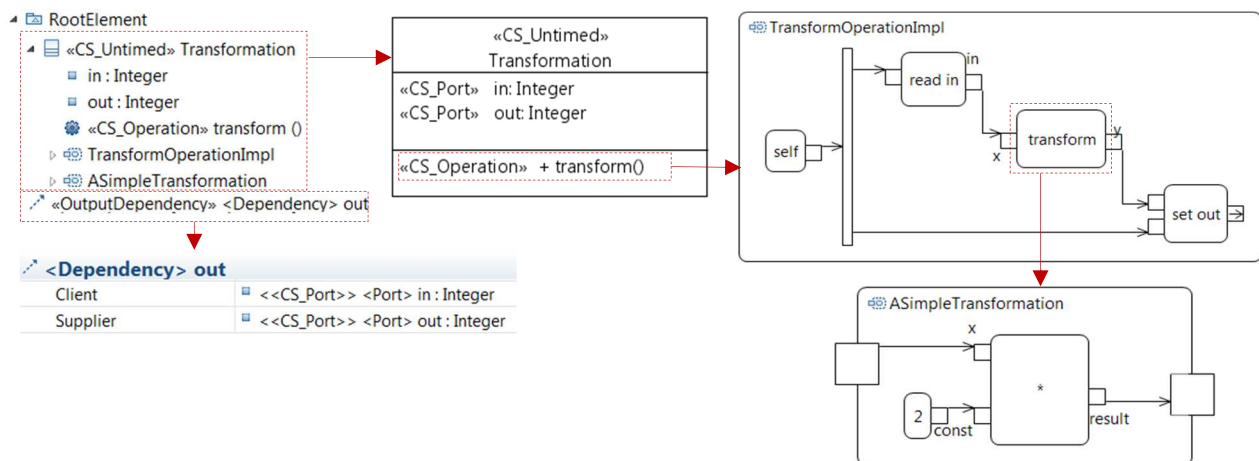 RootElement
«CS_Untimed» Transformation
in : Integer
out : Integer
«CS_Operation» transform ()
TransformOperationImpl
ASimpleTransformation
«OutputDependency» <Dependency> out
<Dependency> out
Client <<CS_Port>> <Port> in : Integer
Supplier <<CS_Port>> <Port> out : Integer
«CS_Untimed»
Transformation
«CS_Port» in: Integer
«CS_Port» out: Integer
«CS_Operation» + transform()
TransformOperationImpl
in
read in
self
x
transform
y
set out
ASimpleTransformation
x
*
2
const
result